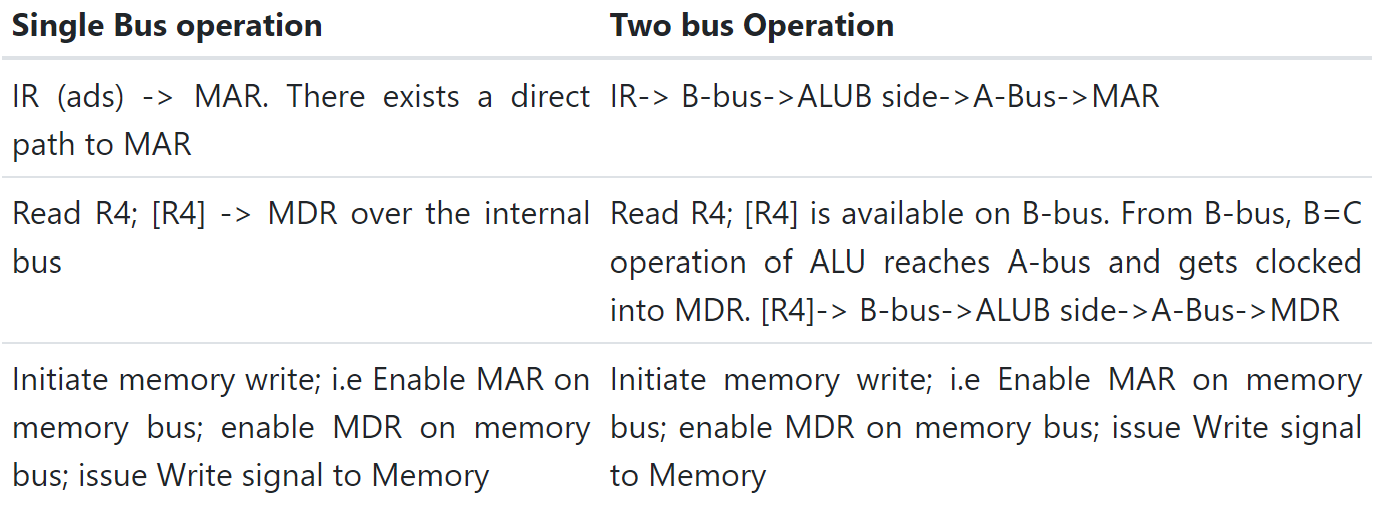 Single Bus operation
Two bus Operation
IR (ads) -> MAR. There exists a direct
path to MAR
IR-> B-bus->ALUB side->A-Bus->MAR
Read R4; [R4] -> MDR over the internal
bus
Read R4; [R4] is available on B-bus. From B-bus, B=C
operation of ALU reaches A-bus and gets clocked
into MDR. [R4]-> B-bus->ALUB side->A-Bus->MDR
Initiate memory write; i.e Enable MAR on
memory bus; enable MDR on memory
bus; issue Write signal to Memory
Initiate memory write; i.e Enable MAR on memory
bus; enable MDR on memory bus; issue Write signal
to Memory